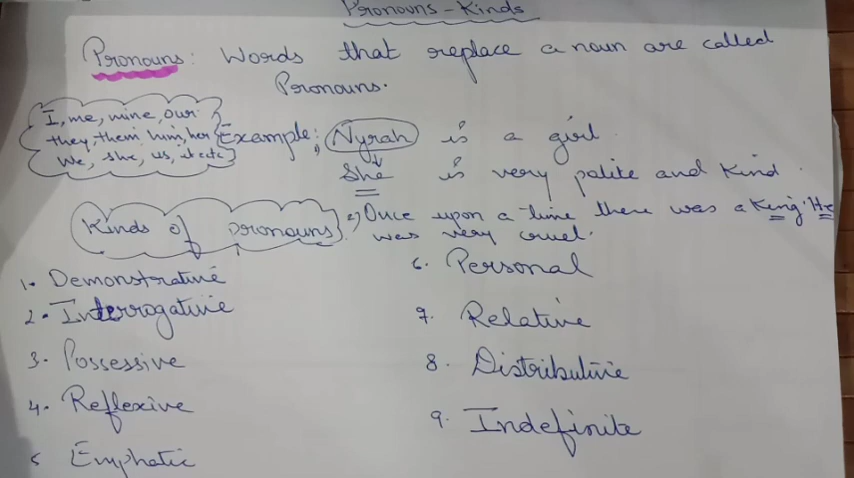 Pronouns - Kinds
Pronouns: Words that replace a noun are called
Pronouns.
I, me, mine, our
they, them, him, her
We, she, us, it etc
Example; Nyrah is a girl.
She is very polite and kind.
Kinds of pronouns
2, Once upon a time there was a King. He
was very cruel.
1. Demonstrative
2. Interrogative
3. Possessive
4. Reflexive
5 Emphatic
6. Personal
7. Relative
8. Distributive
9. Indefinite